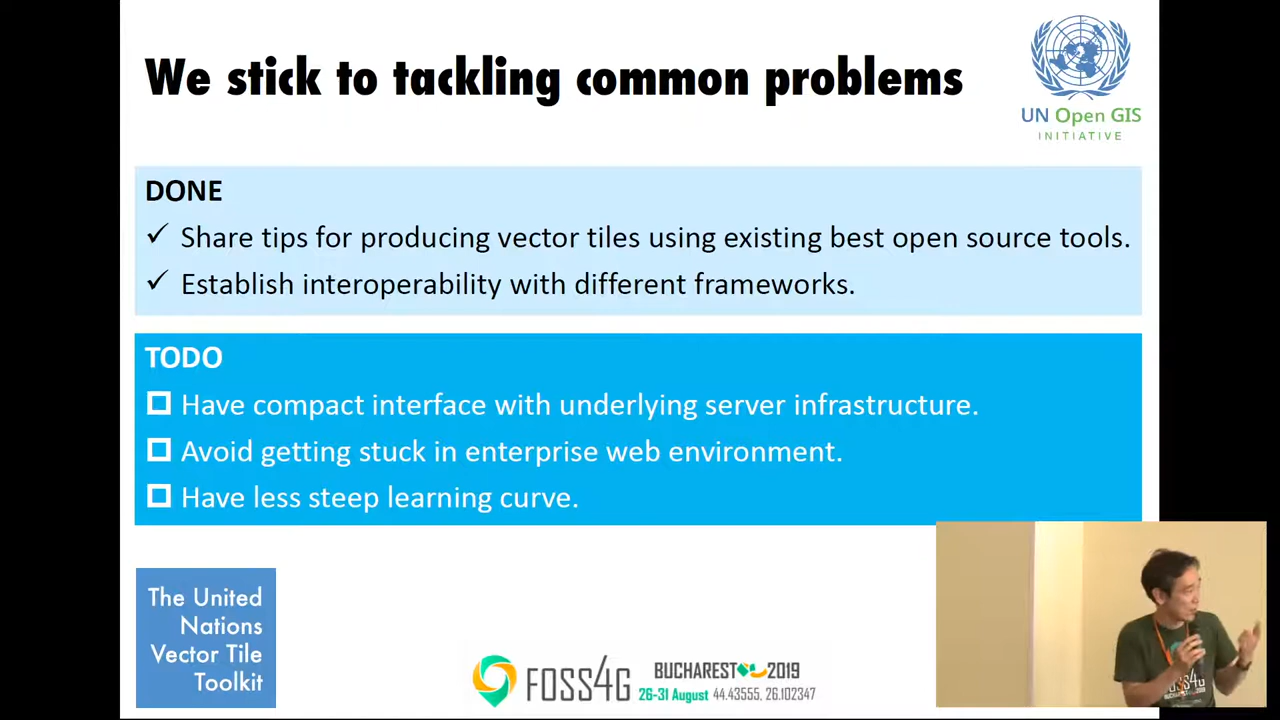 We stick to tackling common problems
UN Open GIS
INITIATIVE
DONE
✓ Share tips for producing vector tiles using existing best open source tools.
✓ Establish interoperability with different frameworks.
TODO
☐ Have compact interface with underlying server infrastructure.
☐ Avoid getting stuck in enterprise web environment.
☐ Have less steep learning curve.
The United
Nations
Vector Tile
Toolkit
FOSS4G
BUCHAREST 2019
26-31 August 44.43555, 26.102347